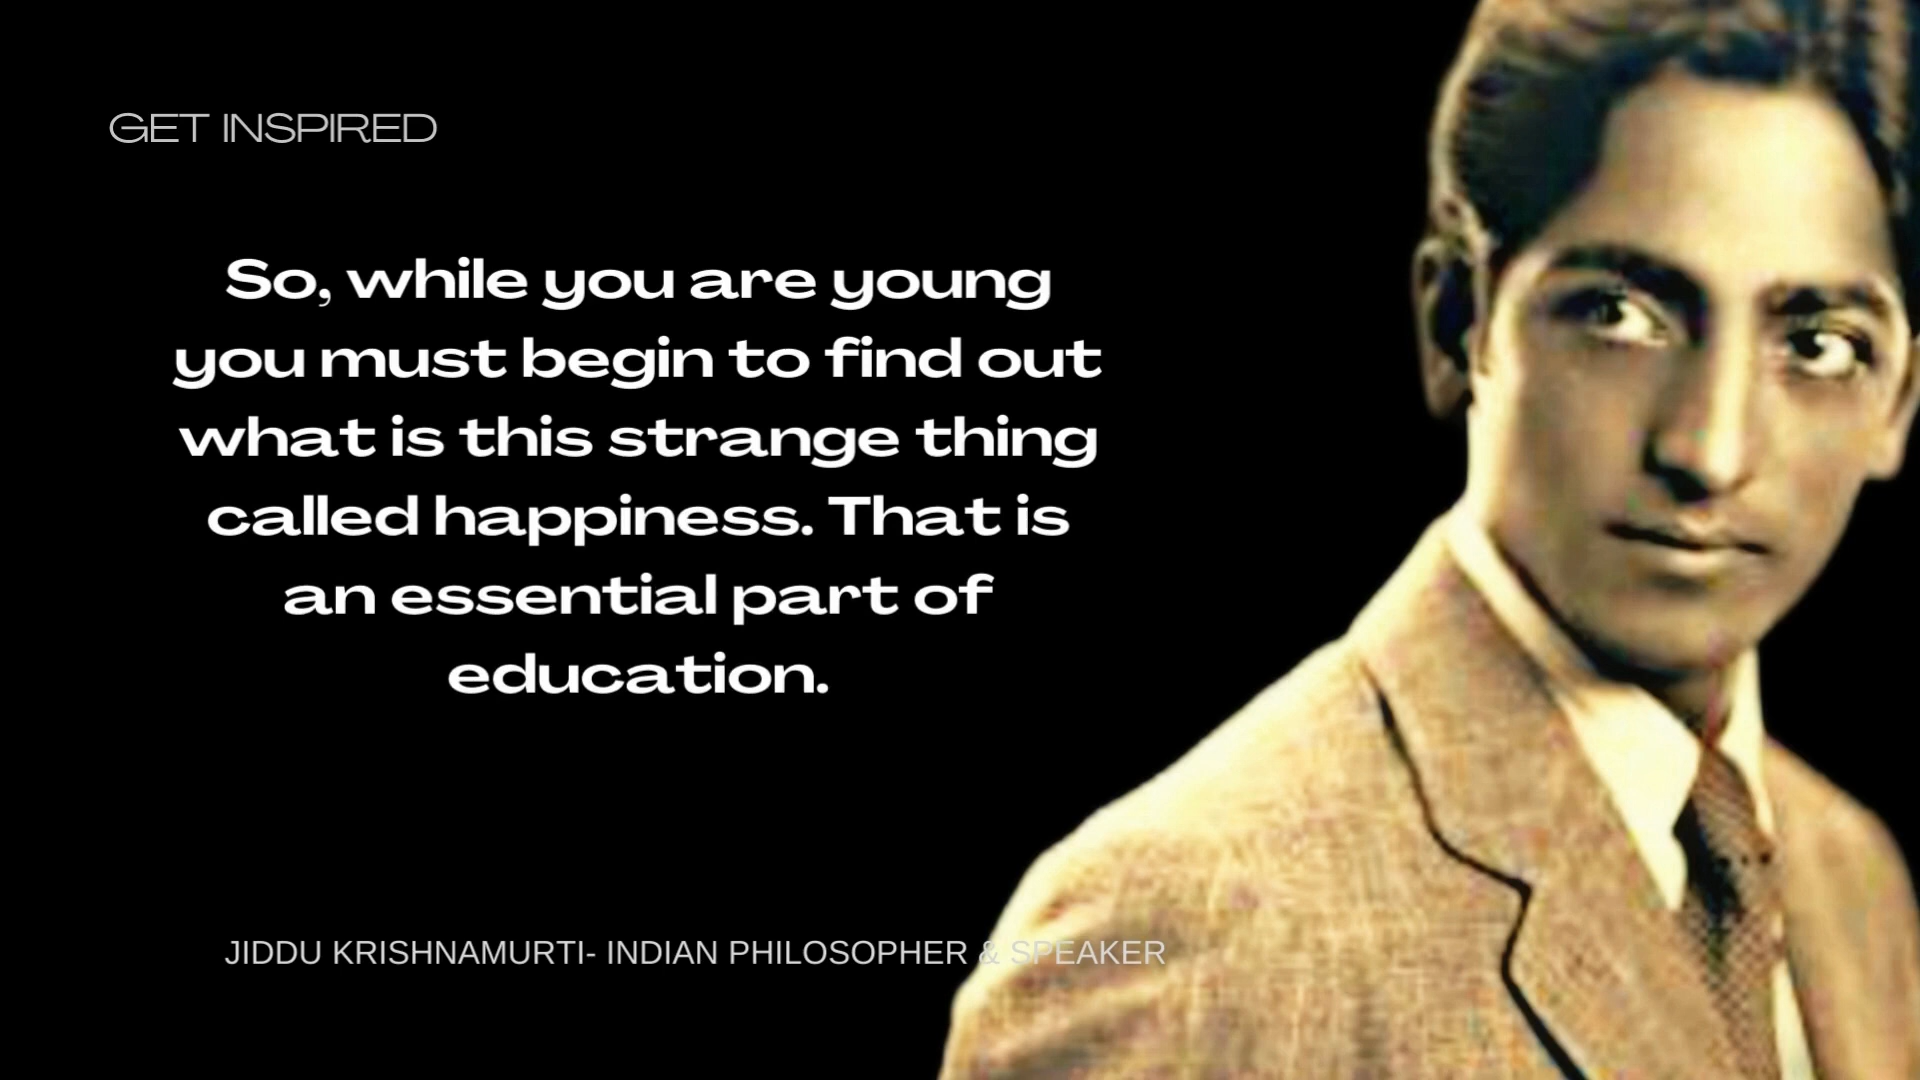 GET INSPIRED
So, while you are young
you must begin to find out
what is this strange thing
called happiness. That is
an essential part of
education.
JIDDU KRISHNAMURTI- INDIAN PHILOSOPHER & SPEAKER